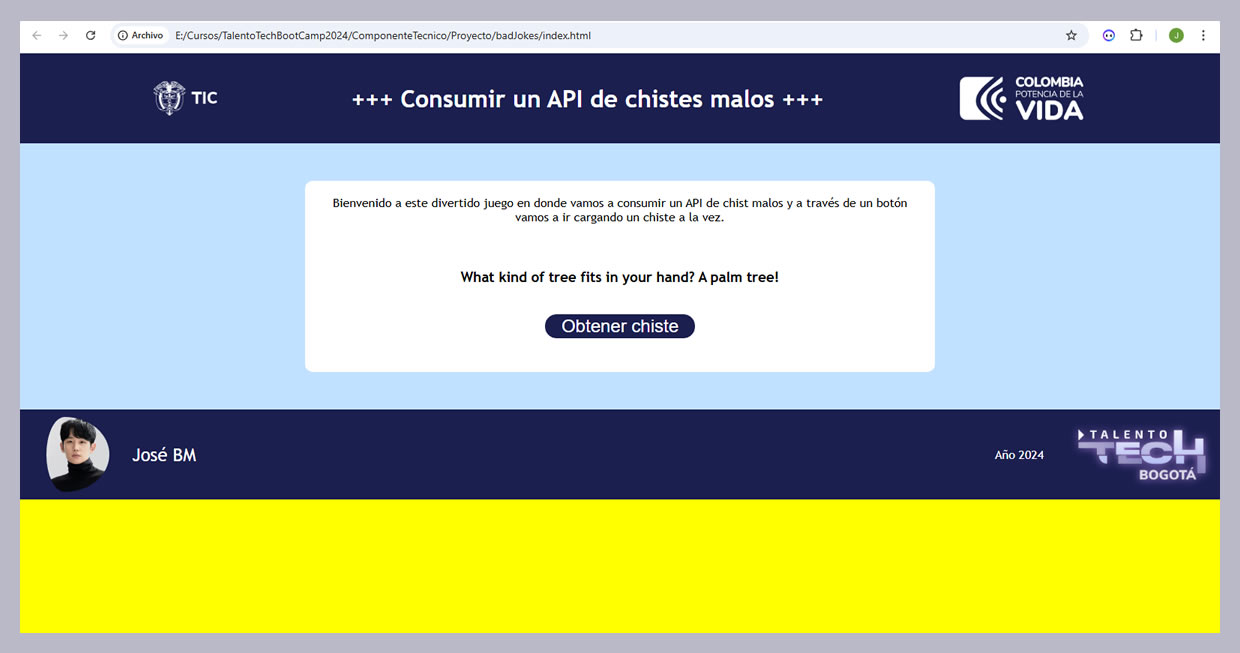 Archivo E:/Cursos/TalentoTechBootCamp2024/ComponenteTecnico/Proyecto/badJokes/index.html
J
TIC
+++ Consumir un API de chistes malos +++
COLOMBIA
POTENCIA DE LA
VIDA
Bienvenido a este divertido juego en donde vamos a consumir un API de chist malos y a través de un botón
vamos a ir cargando un chiste a la vez.
What kind of tree fits in your hand? A palm tree!
Obtener chiste
José BM
Año 2024
TALENTO
TECH
BOGOTÁ